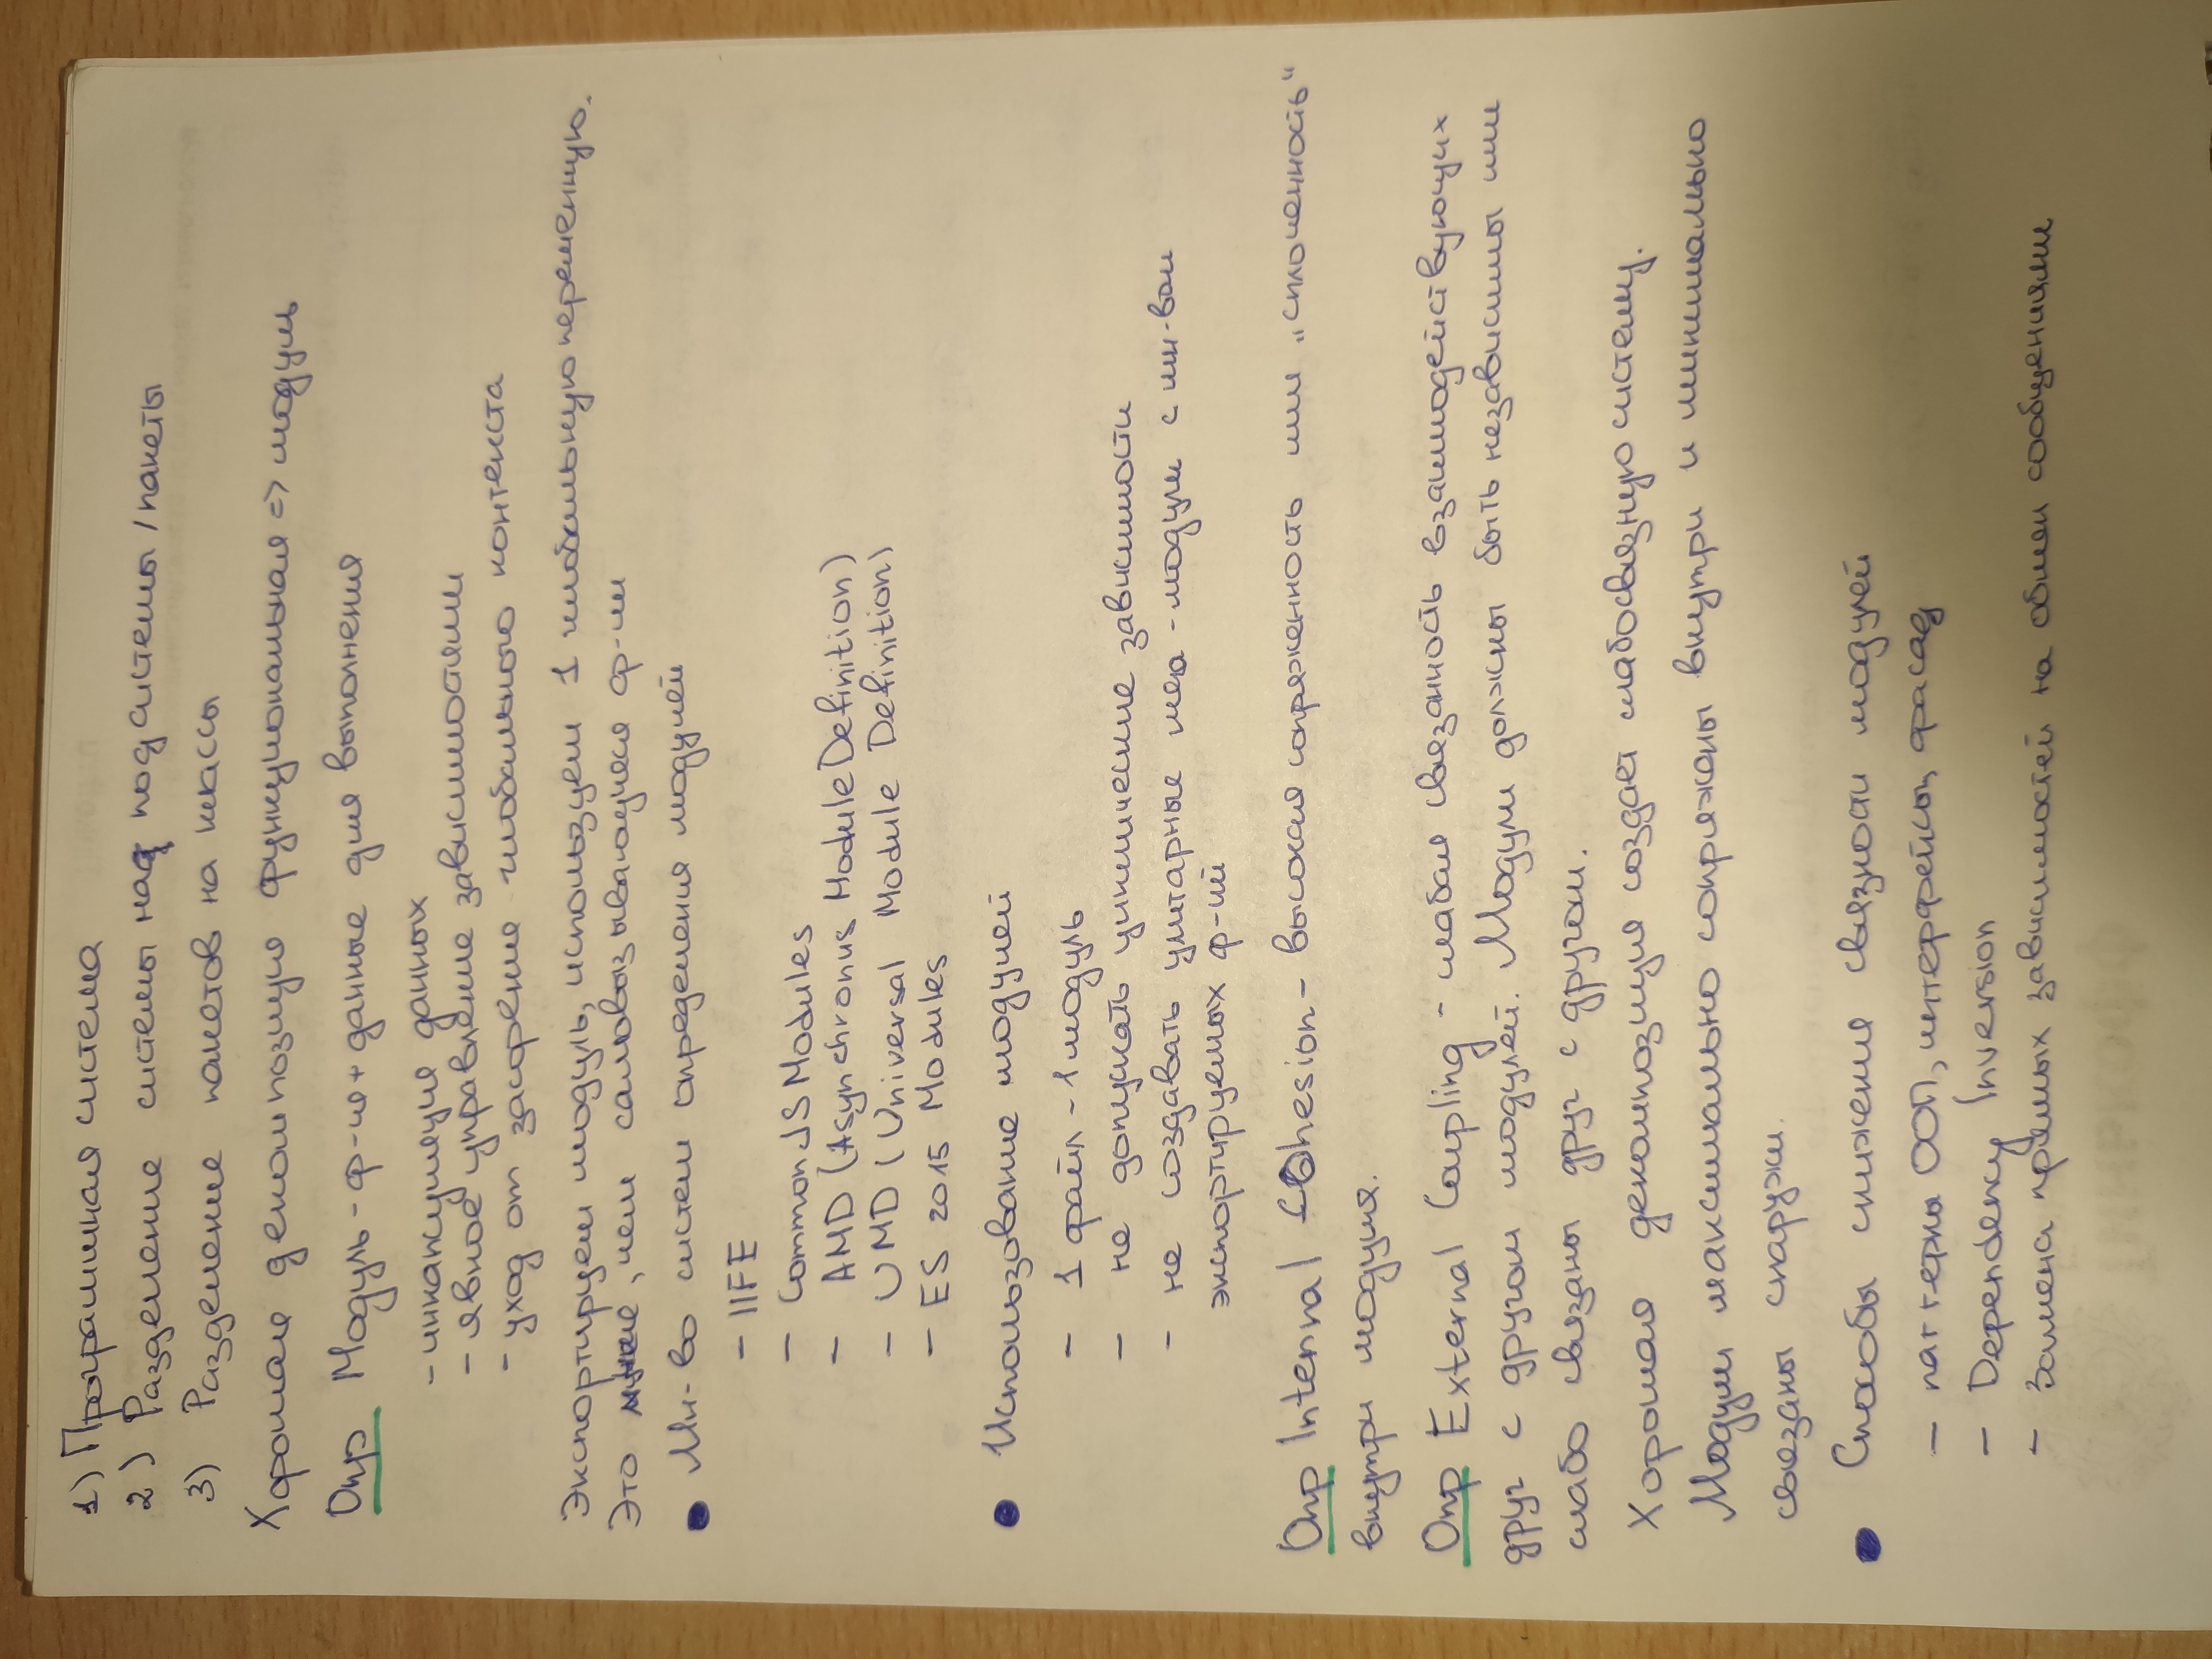 1) Программная система
2) Разделение системы на подсистемы / пакеты
3) Разделение пакетов на классы
Хорошая декомпозиция функциональная => модуль
Опр Модуль - ф-ия + данные для выполнения
- инкапсуляция данных
- явное управление зависимостями
- уход от засорения глобального контекста
Экспортируем модуль, используем 1 глобальную переменную.
Это лучше, чем самовызывающиеся ф-ии
• Мн-во систем определения модулей
- IIFE
- CommonJS Modules
- AMD (Asynchronus Module Definition)
- UMD (Universal Module Definition)
- ES 2015 Modules
• Использование модулей
- 1 файл - 1 модуль
- не допускать циклические зависимости
- не создавать унитарные мега-модули с мн-вом
экспортируемых ф-ий
Опр Internal Cohesion - высокая сопряженность или „сплоченность“
внутри модуля.
Опр External Coupling - слабая связанность взаимодействующих
друг с другом модулей. Модули должны быть независимы или
слабо связаны друг с другом.
Хорошая декомпозиция создает слабосвязную систему.
Модули максимально сопряжены внутри и минимально
связаны снаружи.
• Способы снижения связности модулей
- паттерны ООП, интерфейсы, фасад
- Dependency Inversion
- Замена прямых зависимостей на обмен сообщениями
Тинькофф